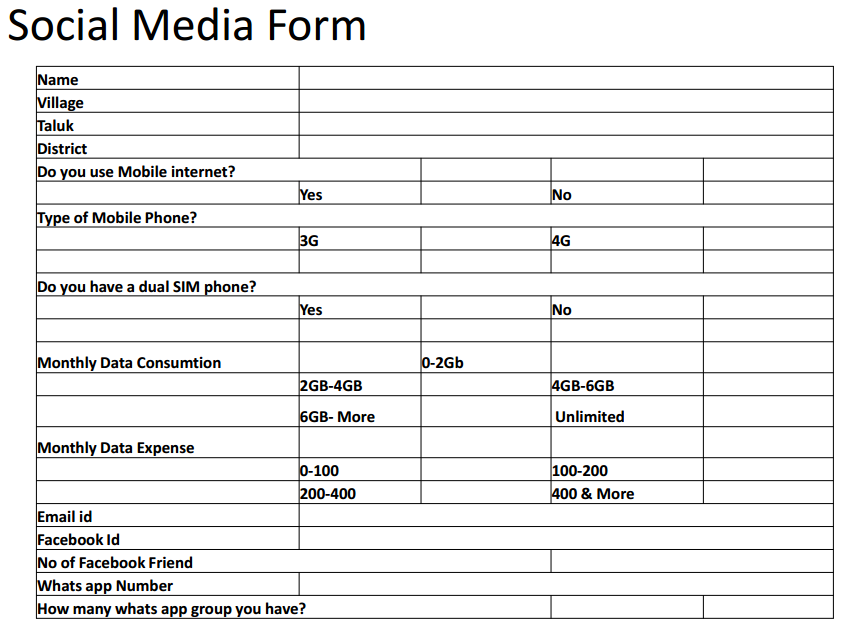 Social Media Form
Name
Village
Taluk
District
Do you use Mobile internet?
Yes No
Type of Mobile Phone?
3G 4G
Do you have a dual SIM phone?
Yes No
Monthly Data Consumtion 0-2Gb
2GB-4GB 4GB-6GB
6GB- More Unlimited
Monthly Data Expense
0-100 100-200
200-400 400 & More
Email id
Facebook Id
No of Facebook Friend
Whats app Number
How many whats app group you have?